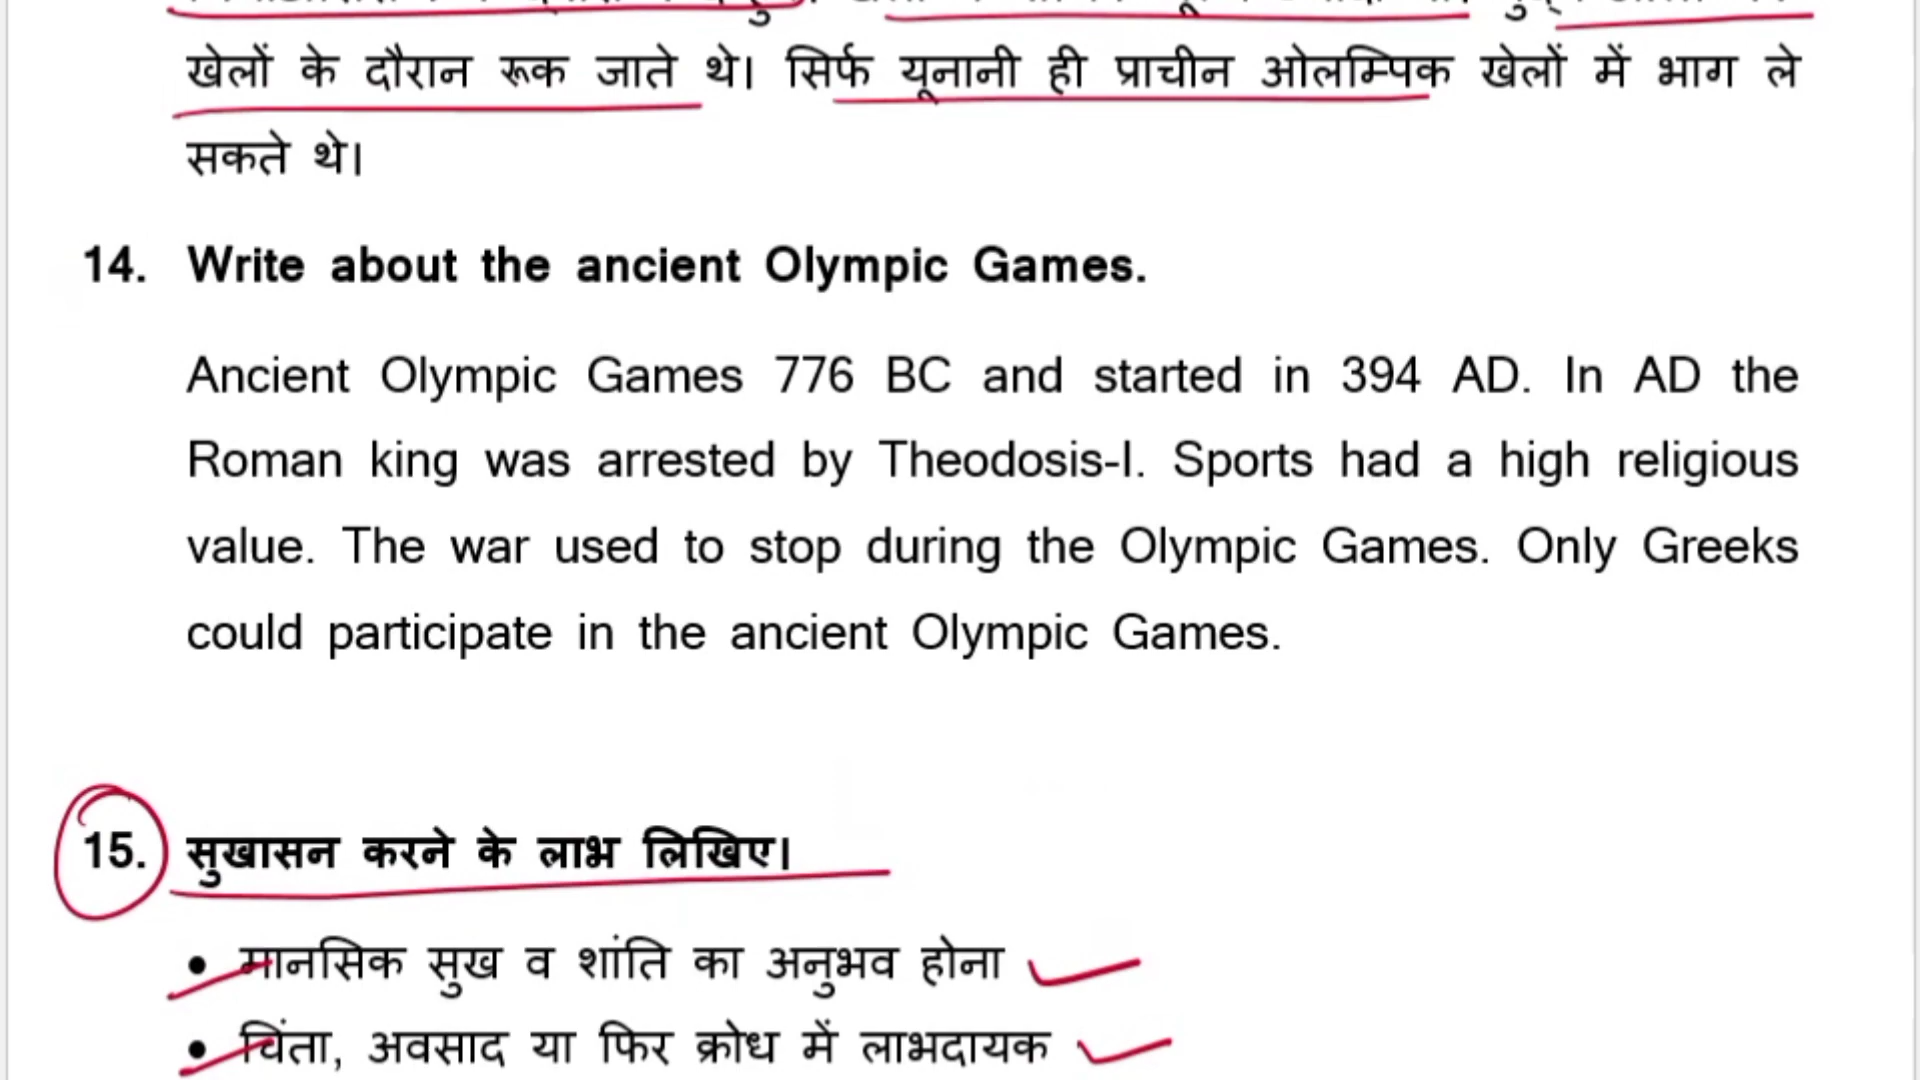 खेलों के दौरान रूक जाते थे। सिर्फ यूनानी ही प्राचीन ओलम्पिक खेलों में भाग ले
सकते थे।
14. Write about the ancient Olympic Games.
Ancient Olympic Games 776 BC and started in 394 AD. In AD the
Roman king was arrested by Theodosis-I. Sports had a high religious
value. The war used to stop during the Olympic Games. Only Greeks
could participate in the ancient Olympic Games.
15. सुखासन करने के लाभ लिखिए।
• मानसिक सुख व शांति का अनुभव होना
• चिंता, अवसाद या फिर क्रोध में लाभदायक